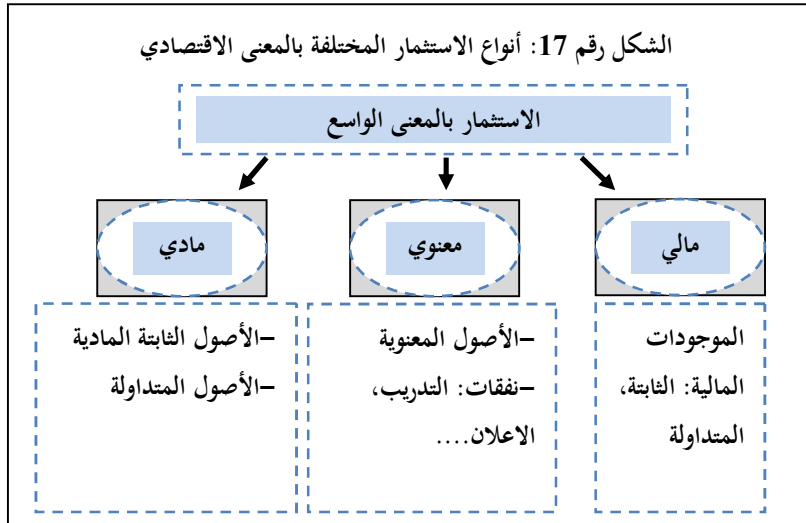 الشكل رقم 17: أنواع الاستثمار المختلفة بالمعنى الاقتصادي
الاستثمار بالمعنى الواسع
مالي
معنوي
مادي
الموجودات
المالية: الثابتة،
المتداولة
–الأصول المعنوية
–نفقات: التدريب،
الاعلان....
–الأصول الثابتة المادية
–الأصول المتداولة